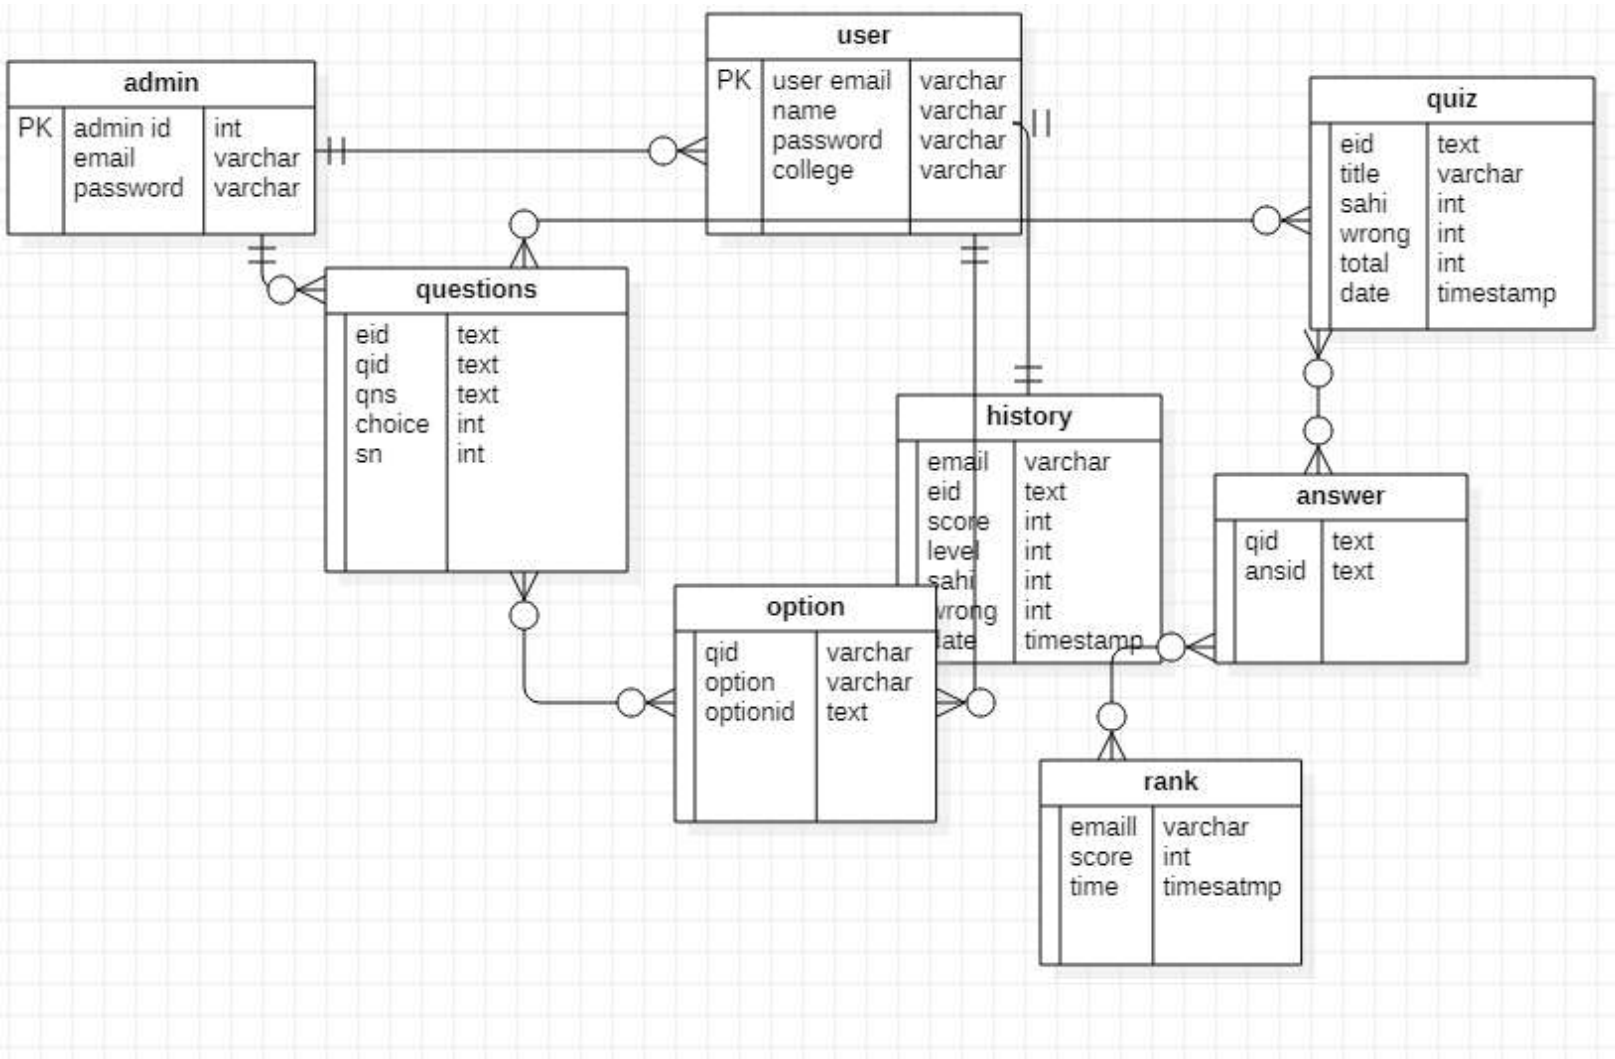 admin
PK admin id int
email varchar
password varchar
user
PK user email varchar
name varchar
password varchar
college varchar
quiz
eid text
title varchar
sahi int
wrong int
total int
date timestamp
questions
eid text
qid text
qns text
choice int
sn int
history
email varchar
eid text
score int
level int
sahi int
wrong int
date timestamp
answer
qid text
ansid text
option
qid varchar
option varchar
optionid text
rank
emaill varchar
score int
time timesatmp